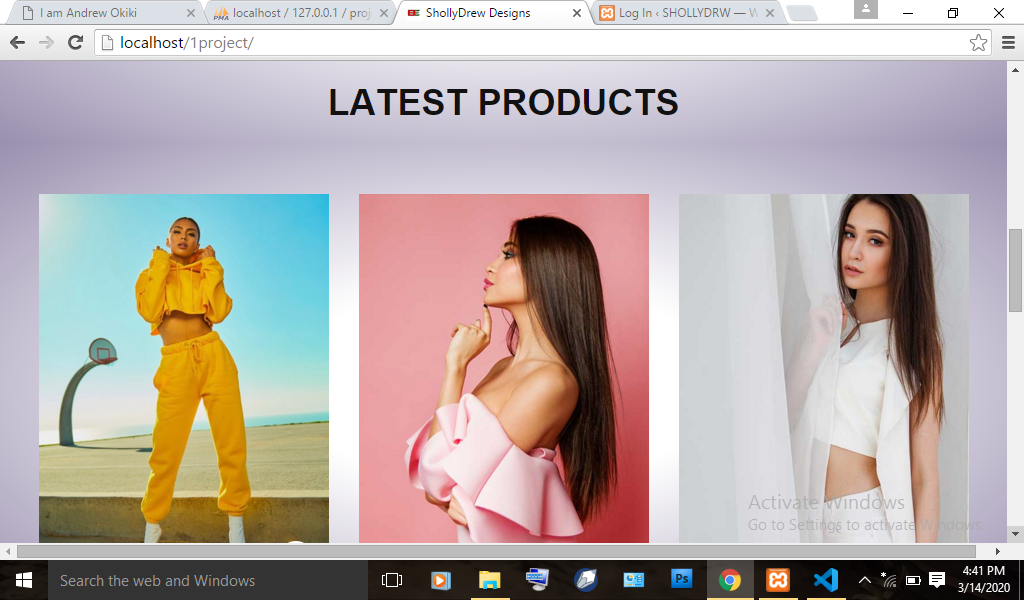 I am Andrew Okiki
localhost / 127.0.0.1 / proj
ShollyDrew Designs
Log In ‹ SHOLLYDRW — W
localhost/1project/
LATEST PRODUCTS
Activate Windows
Go to Settings to activate Windows.
Search the web and Windows
Ps
4:41 PM
3/14/2020